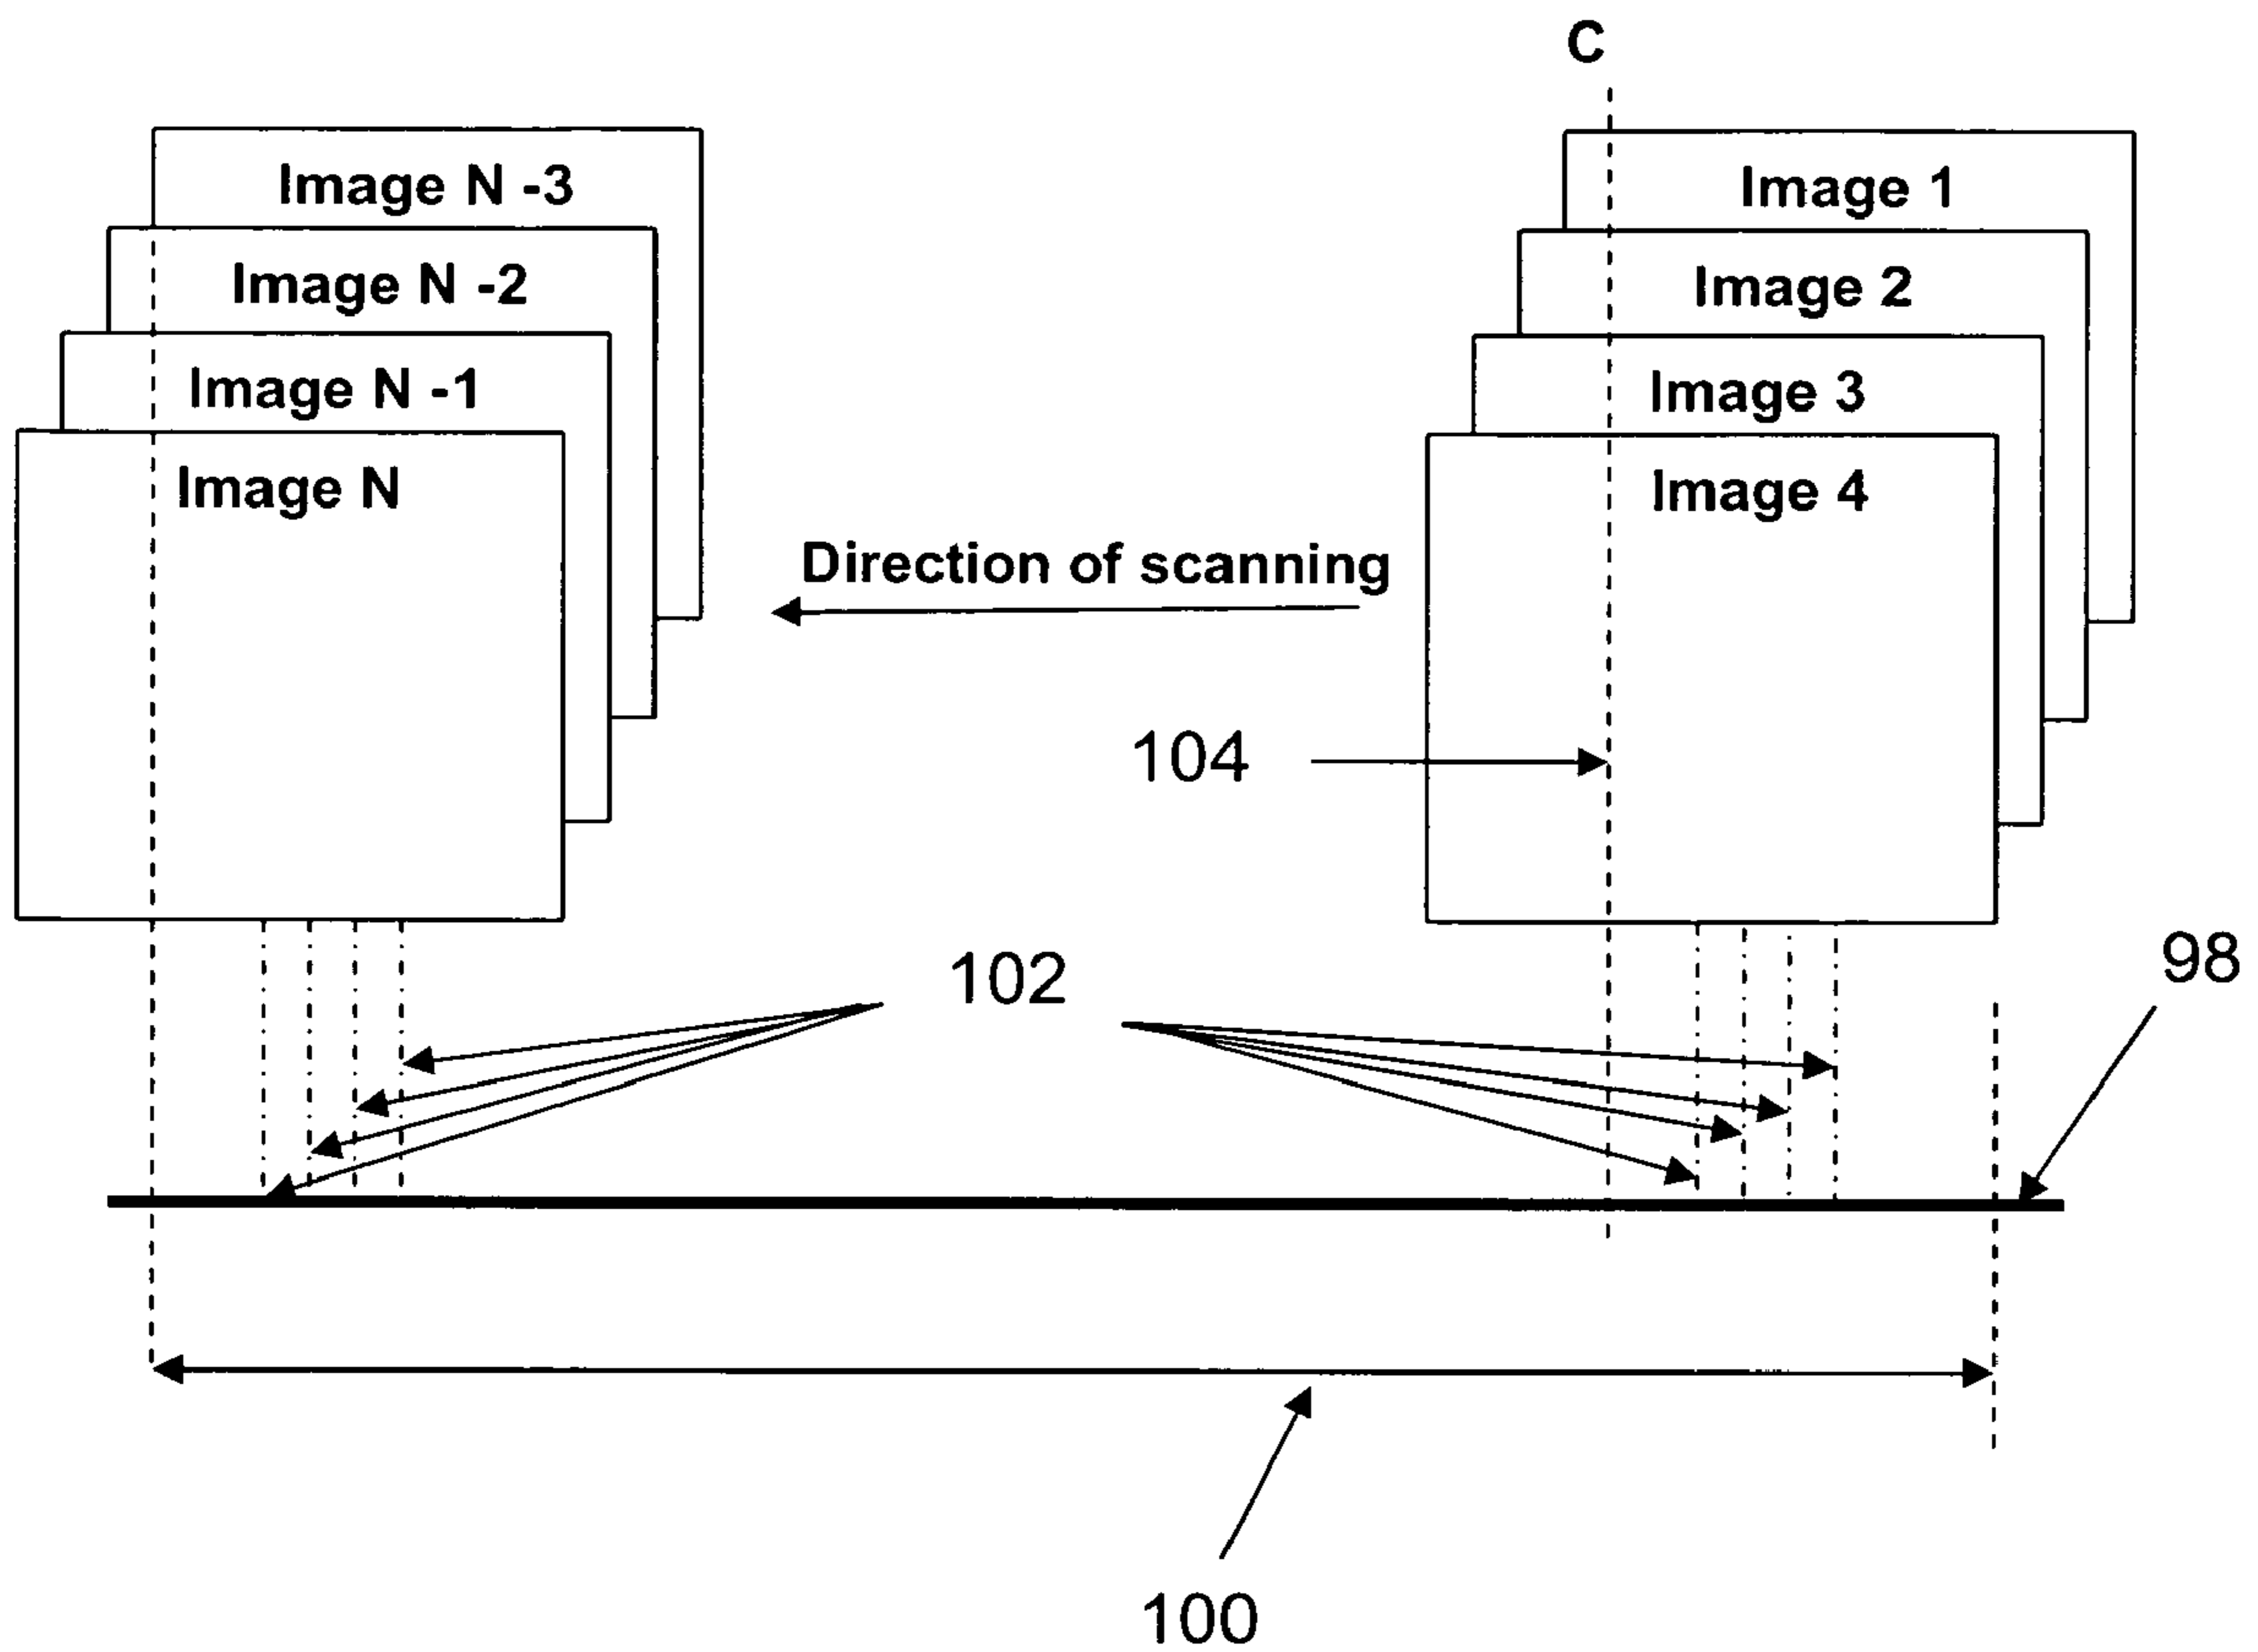 C
Image N -3
Image 1
Image N -2
Image 2
Image N -1
Image 3
Image N
Image 4
Direction of scanning
104
98
102
100